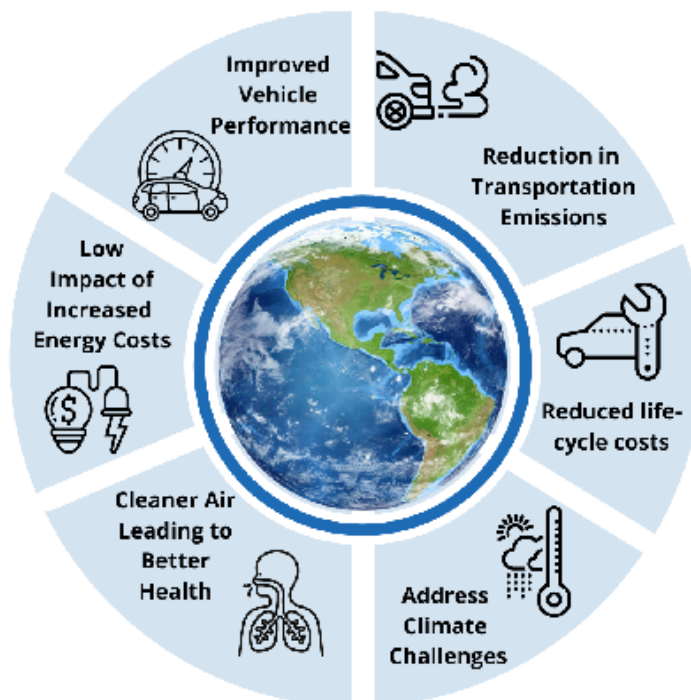 Improved
Vehicle
Performance
Reduction in
Transportation
Emissions
Low
Impact of
Increased
Energy Costs
$
Reduced life-
cycle costs
Cleaner Air
Leading to
Better
Health
Address
Climate
Challenges